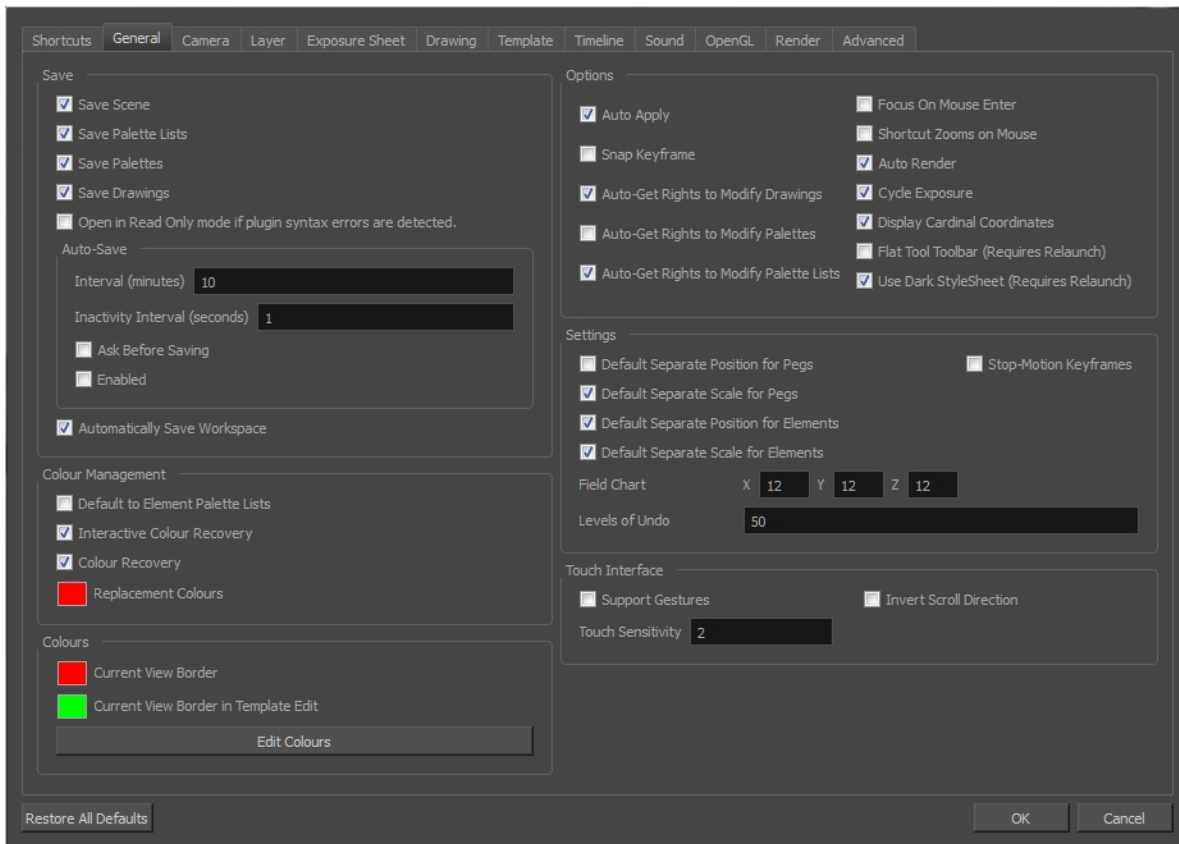 Shortcuts General Camera Layer Exposure Sheet Drawing Template Timeline Sound OpenGL Render Advanced
Save
Save Scene
Save Palette Lists
Save Palettes
Save Drawings
Open in Read Only mode if plugin syntax errors are detected.
Auto-Save
Interval (minutes) 10
Inactivity Interval (seconds) 1
Ask Before Saving
Enabled
Automatically Save Workspace
Colour Management
Default to Element Palette Lists
Interactive Colour Recovery
Colour Recovery
Replacement Colours
Colours
Current View Border
Current View Border in Template Edit
Edit Colours
Options
Auto Apply
Snap Keyframe
Auto-Get Rights to Modify Drawings
Auto-Get Rights to Modify Palettes
Auto-Get Rights to Modify Palette Lists
Focus On Mouse Enter
Shortcut Zooms on Mouse
Auto Render
Cycle Exposure
Display Cardinal Coordinates
Flat Tool Toolbar (Requires Relaunch)
Use Dark StyleSheet (Requires Relaunch)
Settings
Default Separate Position for Pegs Stop-Motion Keyframes
Default Separate Scale for Pegs
Default Separate Position for Elements
Default Separate Scale for Elements
Field Chart X 12 Y 12 Z 12
Levels of Undo 50
Touch Interface
Support Gestures Invert Scroll Direction
Touch Sensitivity 2
Restore All Defaults OK Cancel